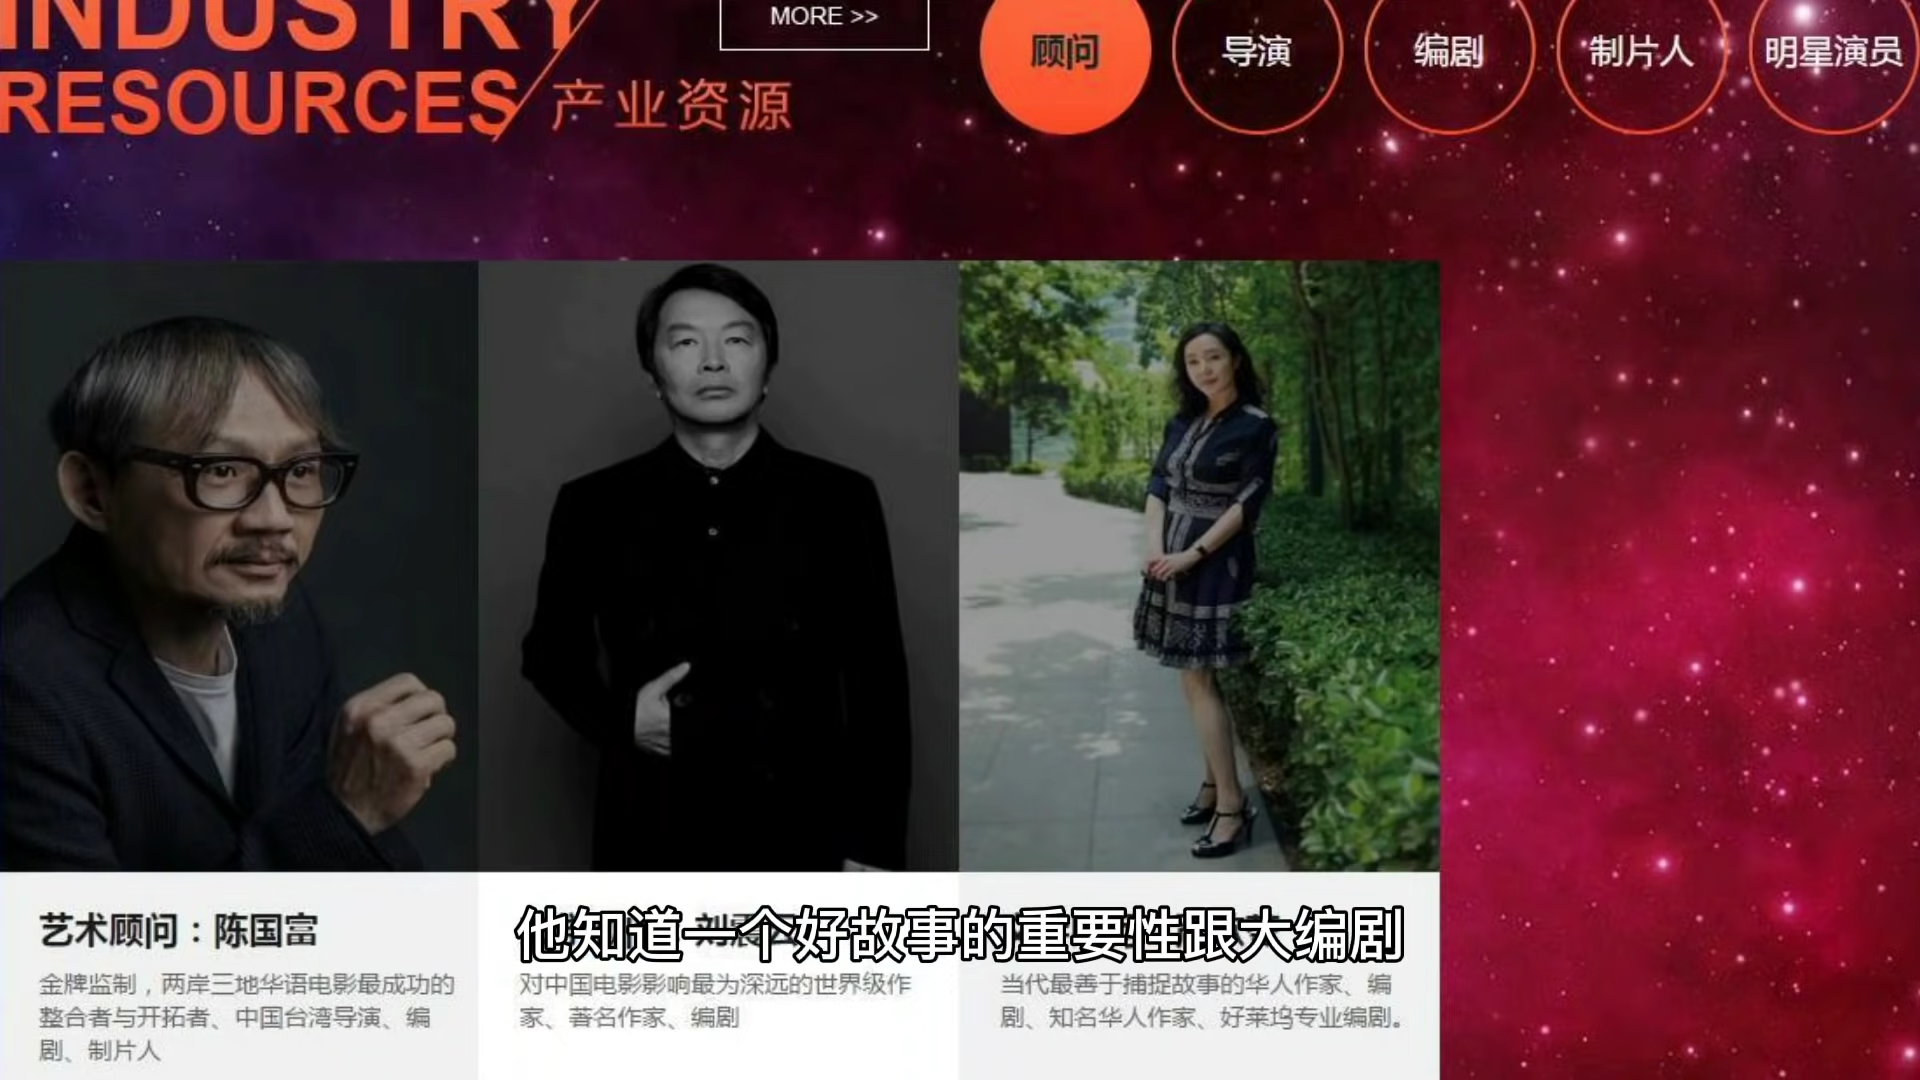 INDUSTRY
MORE >>
顾问
导演
编剧
制片人
明星演员
RESOURCES
产业资源
艺术顾问：陈国富
他知道一个好故事的重要性跟大编剧
金牌监制，两岸三地华语电影最成功的
整合者与开拓者、中国台湾导演、编
剧、制片人
对中国电影影响最为深远的世界级作
家、著名作家、编剧
当代最善于捕捉故事的华人作家、编
剧、知名华人作家、好莱坞专业编剧。